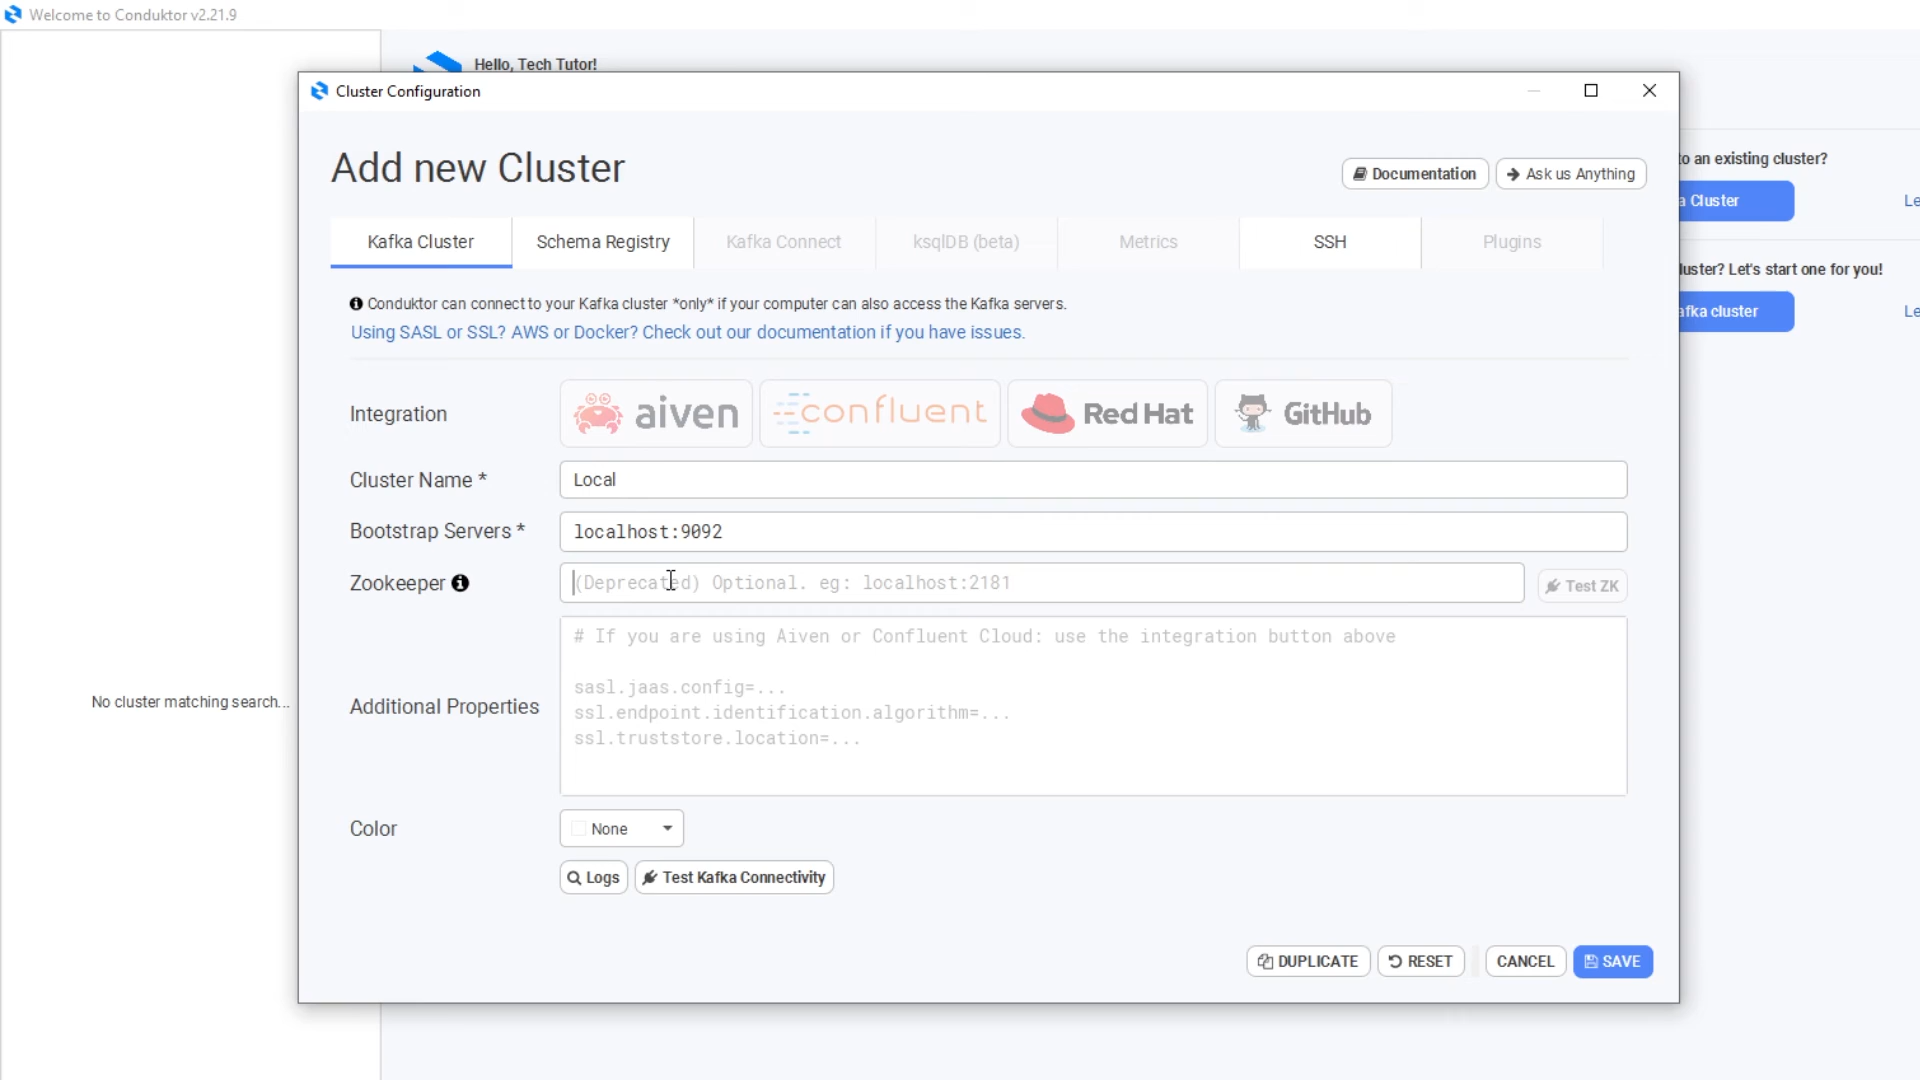 Welcome to Conduktor v2.21.9
Hello, Tech Tutor!
Cluster Configuration
Add new Cluster
Documentation
Ask us Anything
to an existing cluster?
a Cluster
Le
Kafka Cluster
Schema Registry
Kafka Connect
ksqlDB (beta)
Metrics
SSH
Plugins
luster? Let's start one for you!
afka cluster
Le
Conduktor can connect to your Kafka cluster *only* if your computer can also access the Kafka servers.
Using SASL or SSL? AWS or Docker? Check out our documentation if you have issues.
Integration
aiven
confluent
Red Hat
GitHub
Cluster Name *
Local
Bootstrap Servers *
localhost:9092
Zookeeper
(Deprecated) Optional. eg: localhost:2181
Test ZK
Additional Properties
# If you are using Aiven or Confluent Cloud: use the integration button above
sasl.jaas.config=...
ssl.endpoint.identification.algorithm=...
ssl.truststore.location=...
No cluster matching search...
Color
None
Logs
Test Kafka Connectivity
DUPLICATE
RESET
CANCEL
SAVE